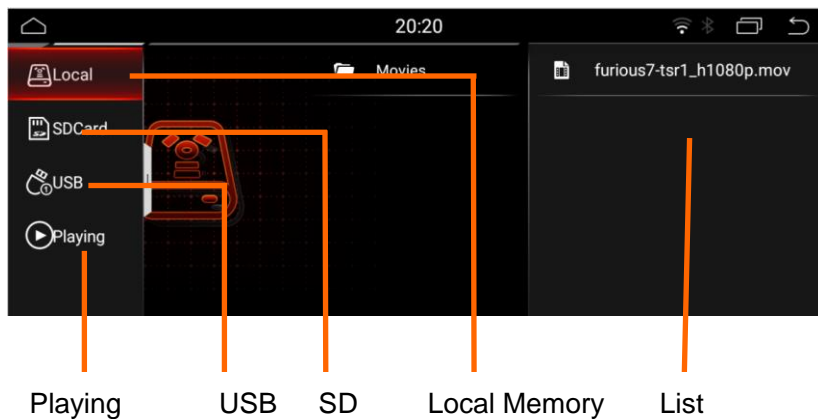 20:20
Local
Movies
furious7-tsr1_h1080p.mov
SDCard
USB
Playing
Playing USB SD Local Memory List